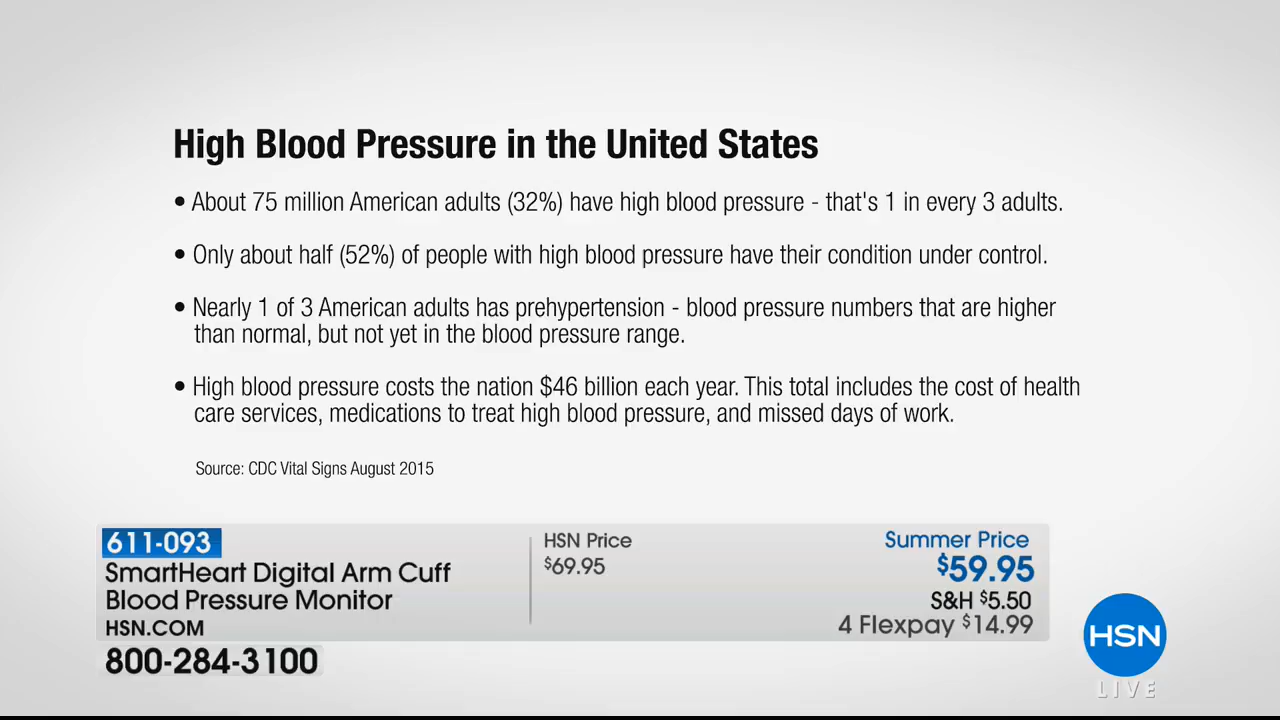 High Blood Pressure in the United States
• About 75 million American adults (32%) have high blood pressure - that's 1 in every 3 adults.
• Only about half (52%) of people with high blood pressure have their condition under control.
• Nearly 1 of 3 American adults has prehypertension - blood pressure numbers that are higher
than normal, but not yet in the blood pressure range.
• High blood pressure costs the nation $46 billion each year. This total includes the cost of health
care services, medications to treat high blood pressure, and missed days of work.
Source: CDC Vital Signs August 2015
611-093
SmartHeart Digital Arm Cuff
Blood Pressure Monitor
HSN.COM
800-284-3100
HSN Price
$69.95
Summer Price
$59.95
S&H $5.50
4 Flexpay $14.99
HSN
LIVE